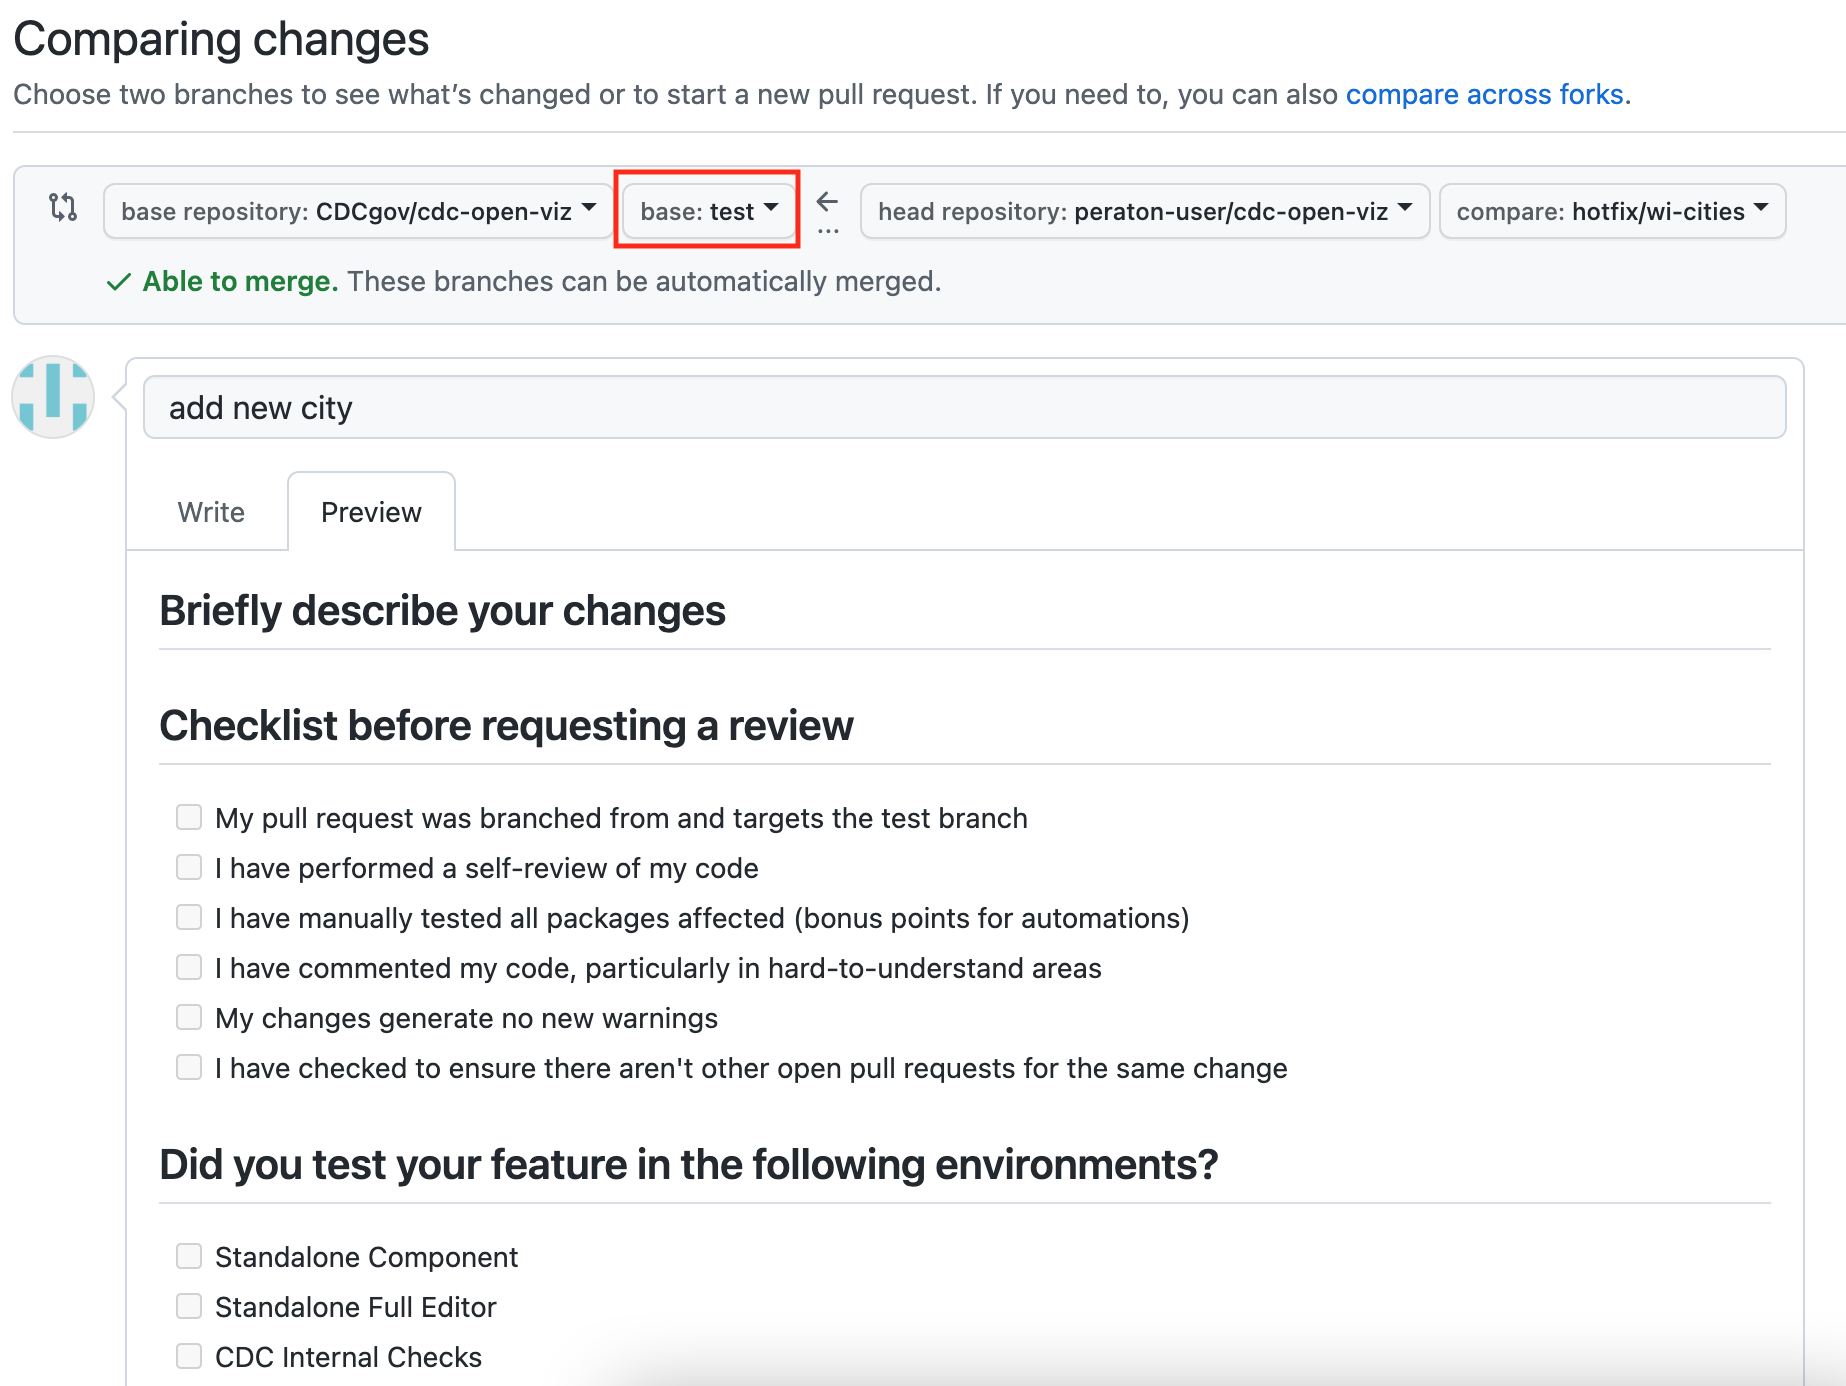 Comparing changes
Choose two branches to see what’s changed or to start a new pull request. If you need to, you can also compare across forks.
base repository: CDCgov/cdc-open-viz base: test ... head repository: peraton-user/cdc-open-viz compare: hotfix/wi-cities
Able to merge. These branches can be automatically merged.
add new city
Write Preview
Briefly describe your changes
Checklist before requesting a review
My pull request was branched from and targets the test branch
I have performed a self-review of my code
I have manually tested all packages affected (bonus points for automations)
I have commented my code, particularly in hard-to-understand areas
My changes generate no new warnings
I have checked to ensure there aren't other open pull requests for the same change
Did you test your feature in the following environments?
Standalone Component
Standalone Full Editor
CDC Internal Checks